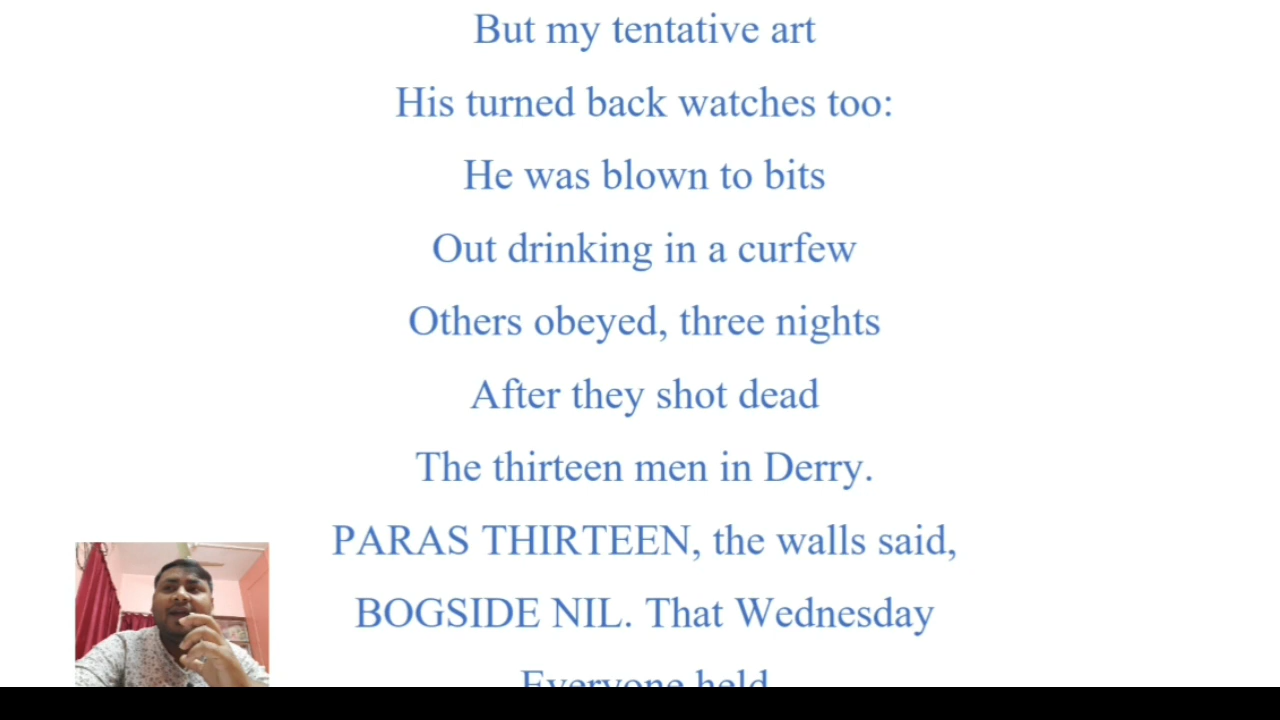 But my tentative art
His turned back watches too:
He was blown to bits
Out drinking in a curfew
Others obeyed, three nights
After they shot dead
The thirteen men in Derry.
PARAS THIRTEEN, the walls said,
BOGSIDE NIL. That Wednesday
Everyone held